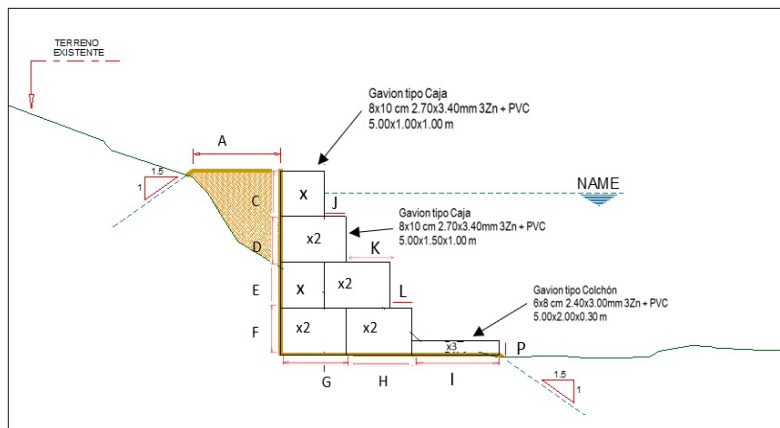 TERRENO
EXISTENTE
Gavion tipo Caja
8x10 cm 2.70x3.40mm 3Zn + PVC
5.00x1.00x1.00 m
A
1.5
1
NAME
C
x
J
Gavion tipo Caja
8x10 cm 2.70x3.40mm 3Zn + PVC
5.00x1.50x1.00 m
D
x2
K
E
x
x2
L
Gavion tipo Colchón
6x8 cm 2.40x3.00mm 3Zn + PVC
5.00x2.00x0.30 m
F
x2
x2
x3
P
G
H
I
1.5
1